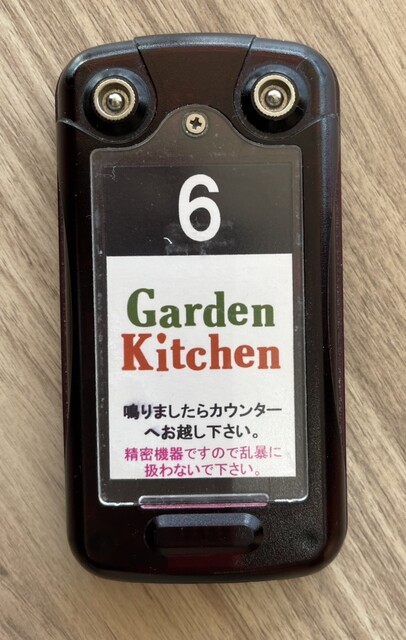 6
Garden
Kitchen
鳴りましたらカウンター
へお越し下さい。
精密機器ですので乱暴に
扱わないで下さい。